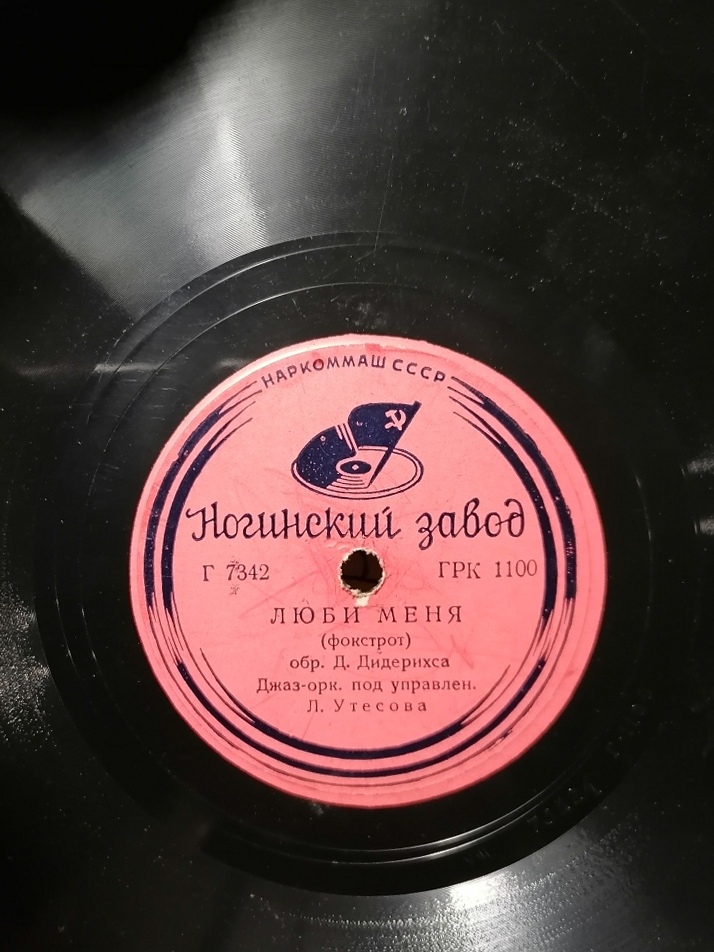 НАРКОММАШ СССР
Ногинский завод
Г 7342 ГРК 1100
ЛЮБИ МЕНЯ
(фокстрот)
обр. Д. Дидерихса
Джаз-орк. под управлен.
Л. Утесова